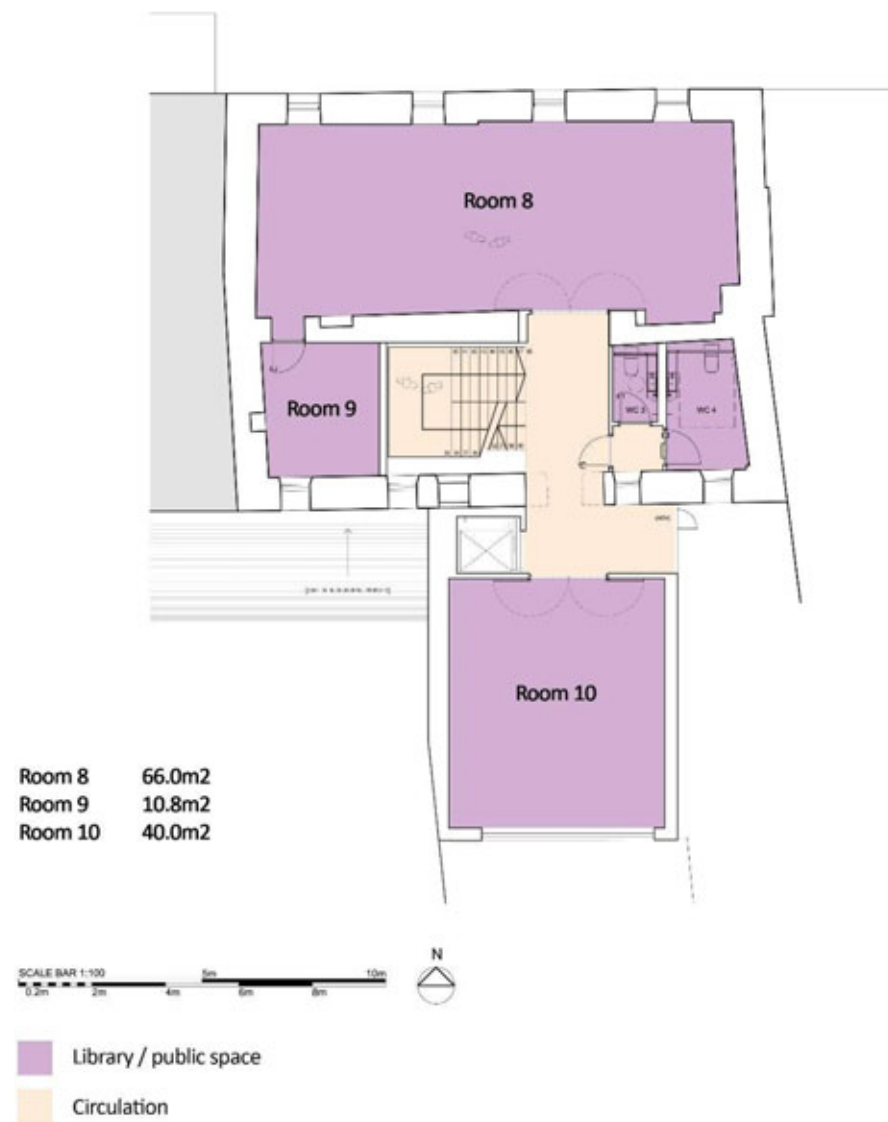 Room 8
Room 9
WC 3
WC 4
Room 10
Room 8 66.0m2
Room 9 10.8m2
Room 10 40.0m2
N
SCALE BAR 1:100
5m
10m
0.2m
2m
4m
6m
8m
Library / public space
Circulation